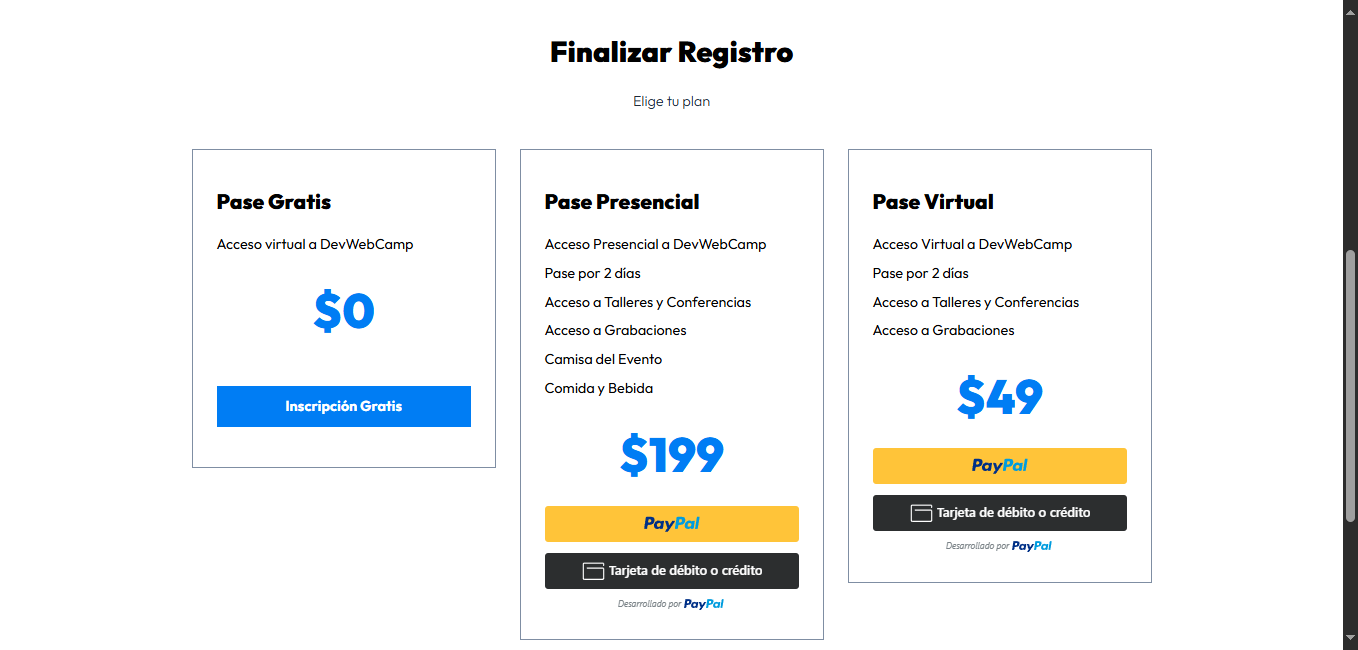 Finalizar Registro
Elige tu plan
Pase Gratis
Acceso virtual a DevWebCamp
$0
Inscripción Gratis
Pase Presencial
Acceso Presencial a DevWebCamp
Pase por 2 días
Acceso a Talleres y Conferencias
Acceso a Grabaciones
Camisa del Evento
Comida y Bebida
$199
PayPal
Tarjeta de débito o crédito
Desarrollado por PayPal
Pase Virtual
Acceso Virtual a DevWebCamp
Pase por 2 días
Acceso a Talleres y Conferencias
Acceso a Grabaciones
$49
PayPal
Tarjeta de débito o crédito
Desarrollado por PayPal